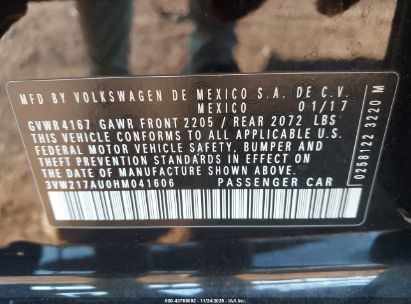 MFD BY VOLKSWAGEN DE MEXICO S.A. DE C.V.
MEXICO 01/17
GVWR 4167 GAWR FRONT 2205 / REAR 2072 LBS
THIS VEHICLE CONFORMS TO ALL APPLICABLE U.S.
FEDERAL MOTOR VEHICLE SAFETY, BUMPER AND
THEFT PREVENTION STANDARDS IN EFFECT ON
THE DATE OF MANUFACTURE SHOWN ABOVE.
3VW217AU0HM041606 PASSENGER CAR
0258122 3220 M